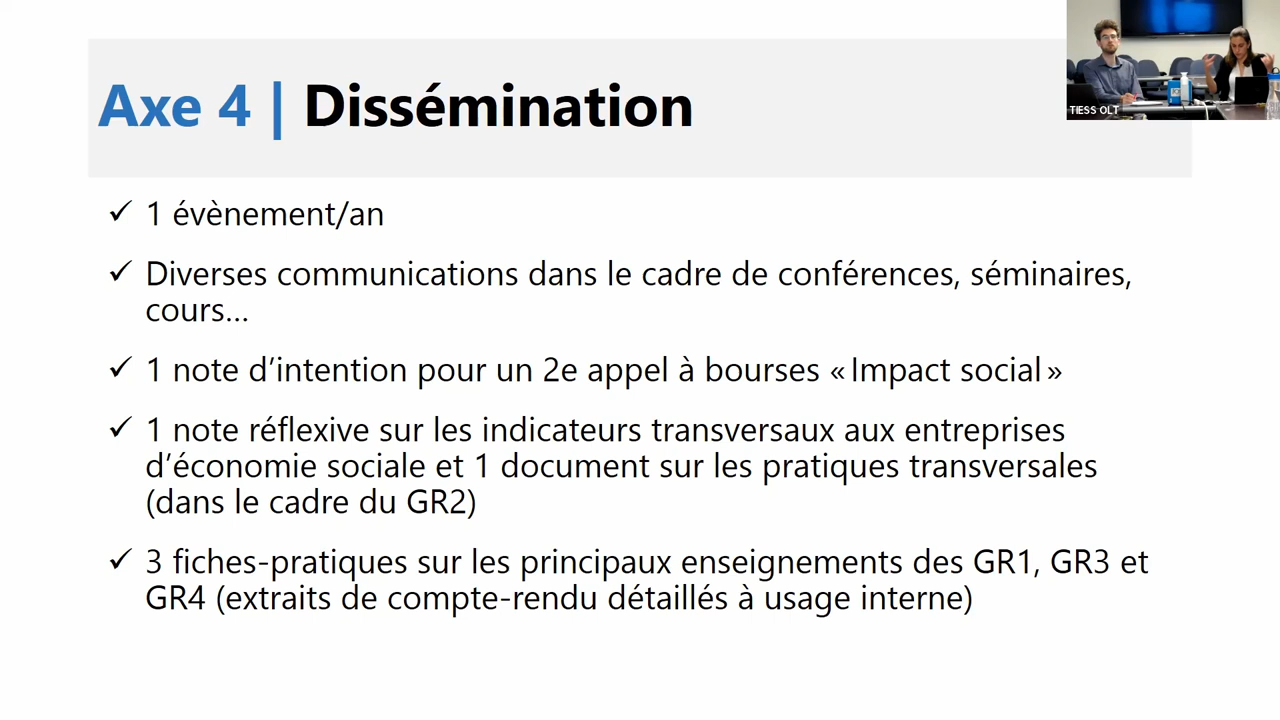 Axe 4 | Dissémination
TIESS OLT
✓ 1 évènement/an
✓ Diverses communications dans le cadre de conférences, séminaires,
cours…
✓ 1 note d’intention pour un 2e appel à bourses « Impact social »
✓ 1 note réflexive sur les indicateurs transversaux aux entreprises
d’économie sociale et 1 document sur les pratiques transversales
(dans le cadre du GR2)
✓ 3 fiches-pratiques sur les principaux enseignements des GR1, GR3 et
GR4 (extraits de compte-rendu détaillés à usage interne)